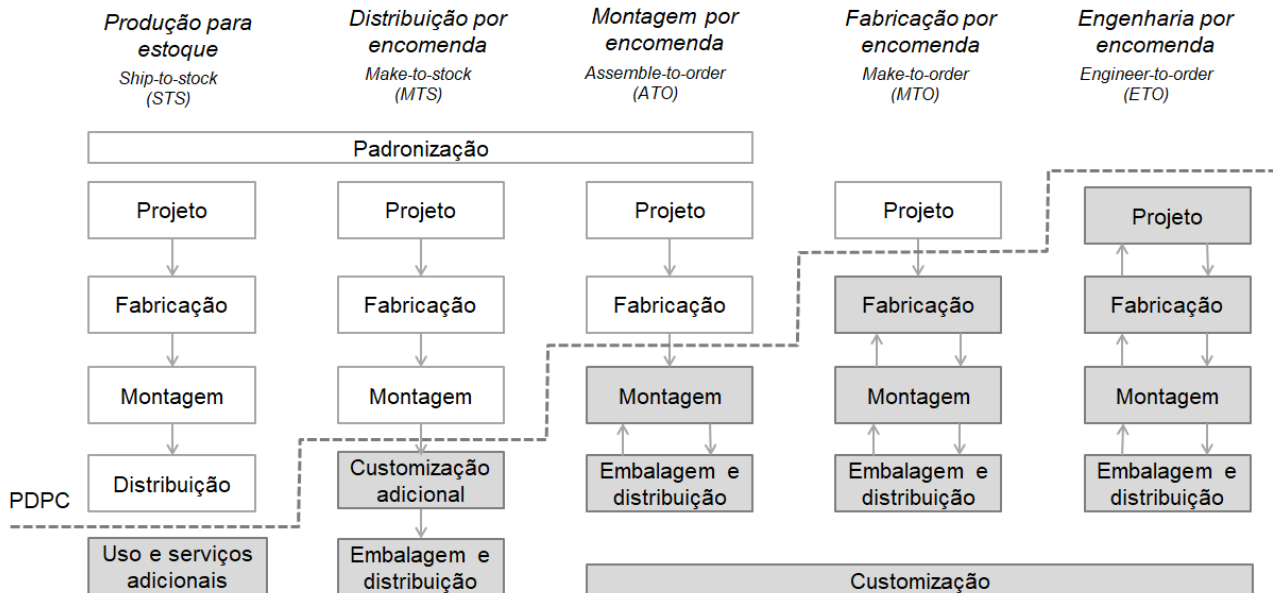 Produção para
estoque
Ship-to-stock
(STS)
Distribuição por
encomenda
Make-to-stock
(MTS)
Montagem por
encomenda
Assemble-to-order
(ATO)
Fabricação por
encomenda
Make-to-order
(MTO)
Engenharia por
encomenda
Engineer-to-order
(ETO)
Padronização
Projeto
Projeto
Projeto
Projeto
Projeto
Fabricação
Fabricação
Fabricação
Fabricação
Fabricação
Montagem
Montagem
Montagem
Montagem
Montagem
Distribuição
Customização
adicional
Embalagem e
distribuição
Embalagem e
distribuição
Embalagem e
distribuição
PDPC
Uso e serviços
adicionais
Embalagem e
distribuição
Customização